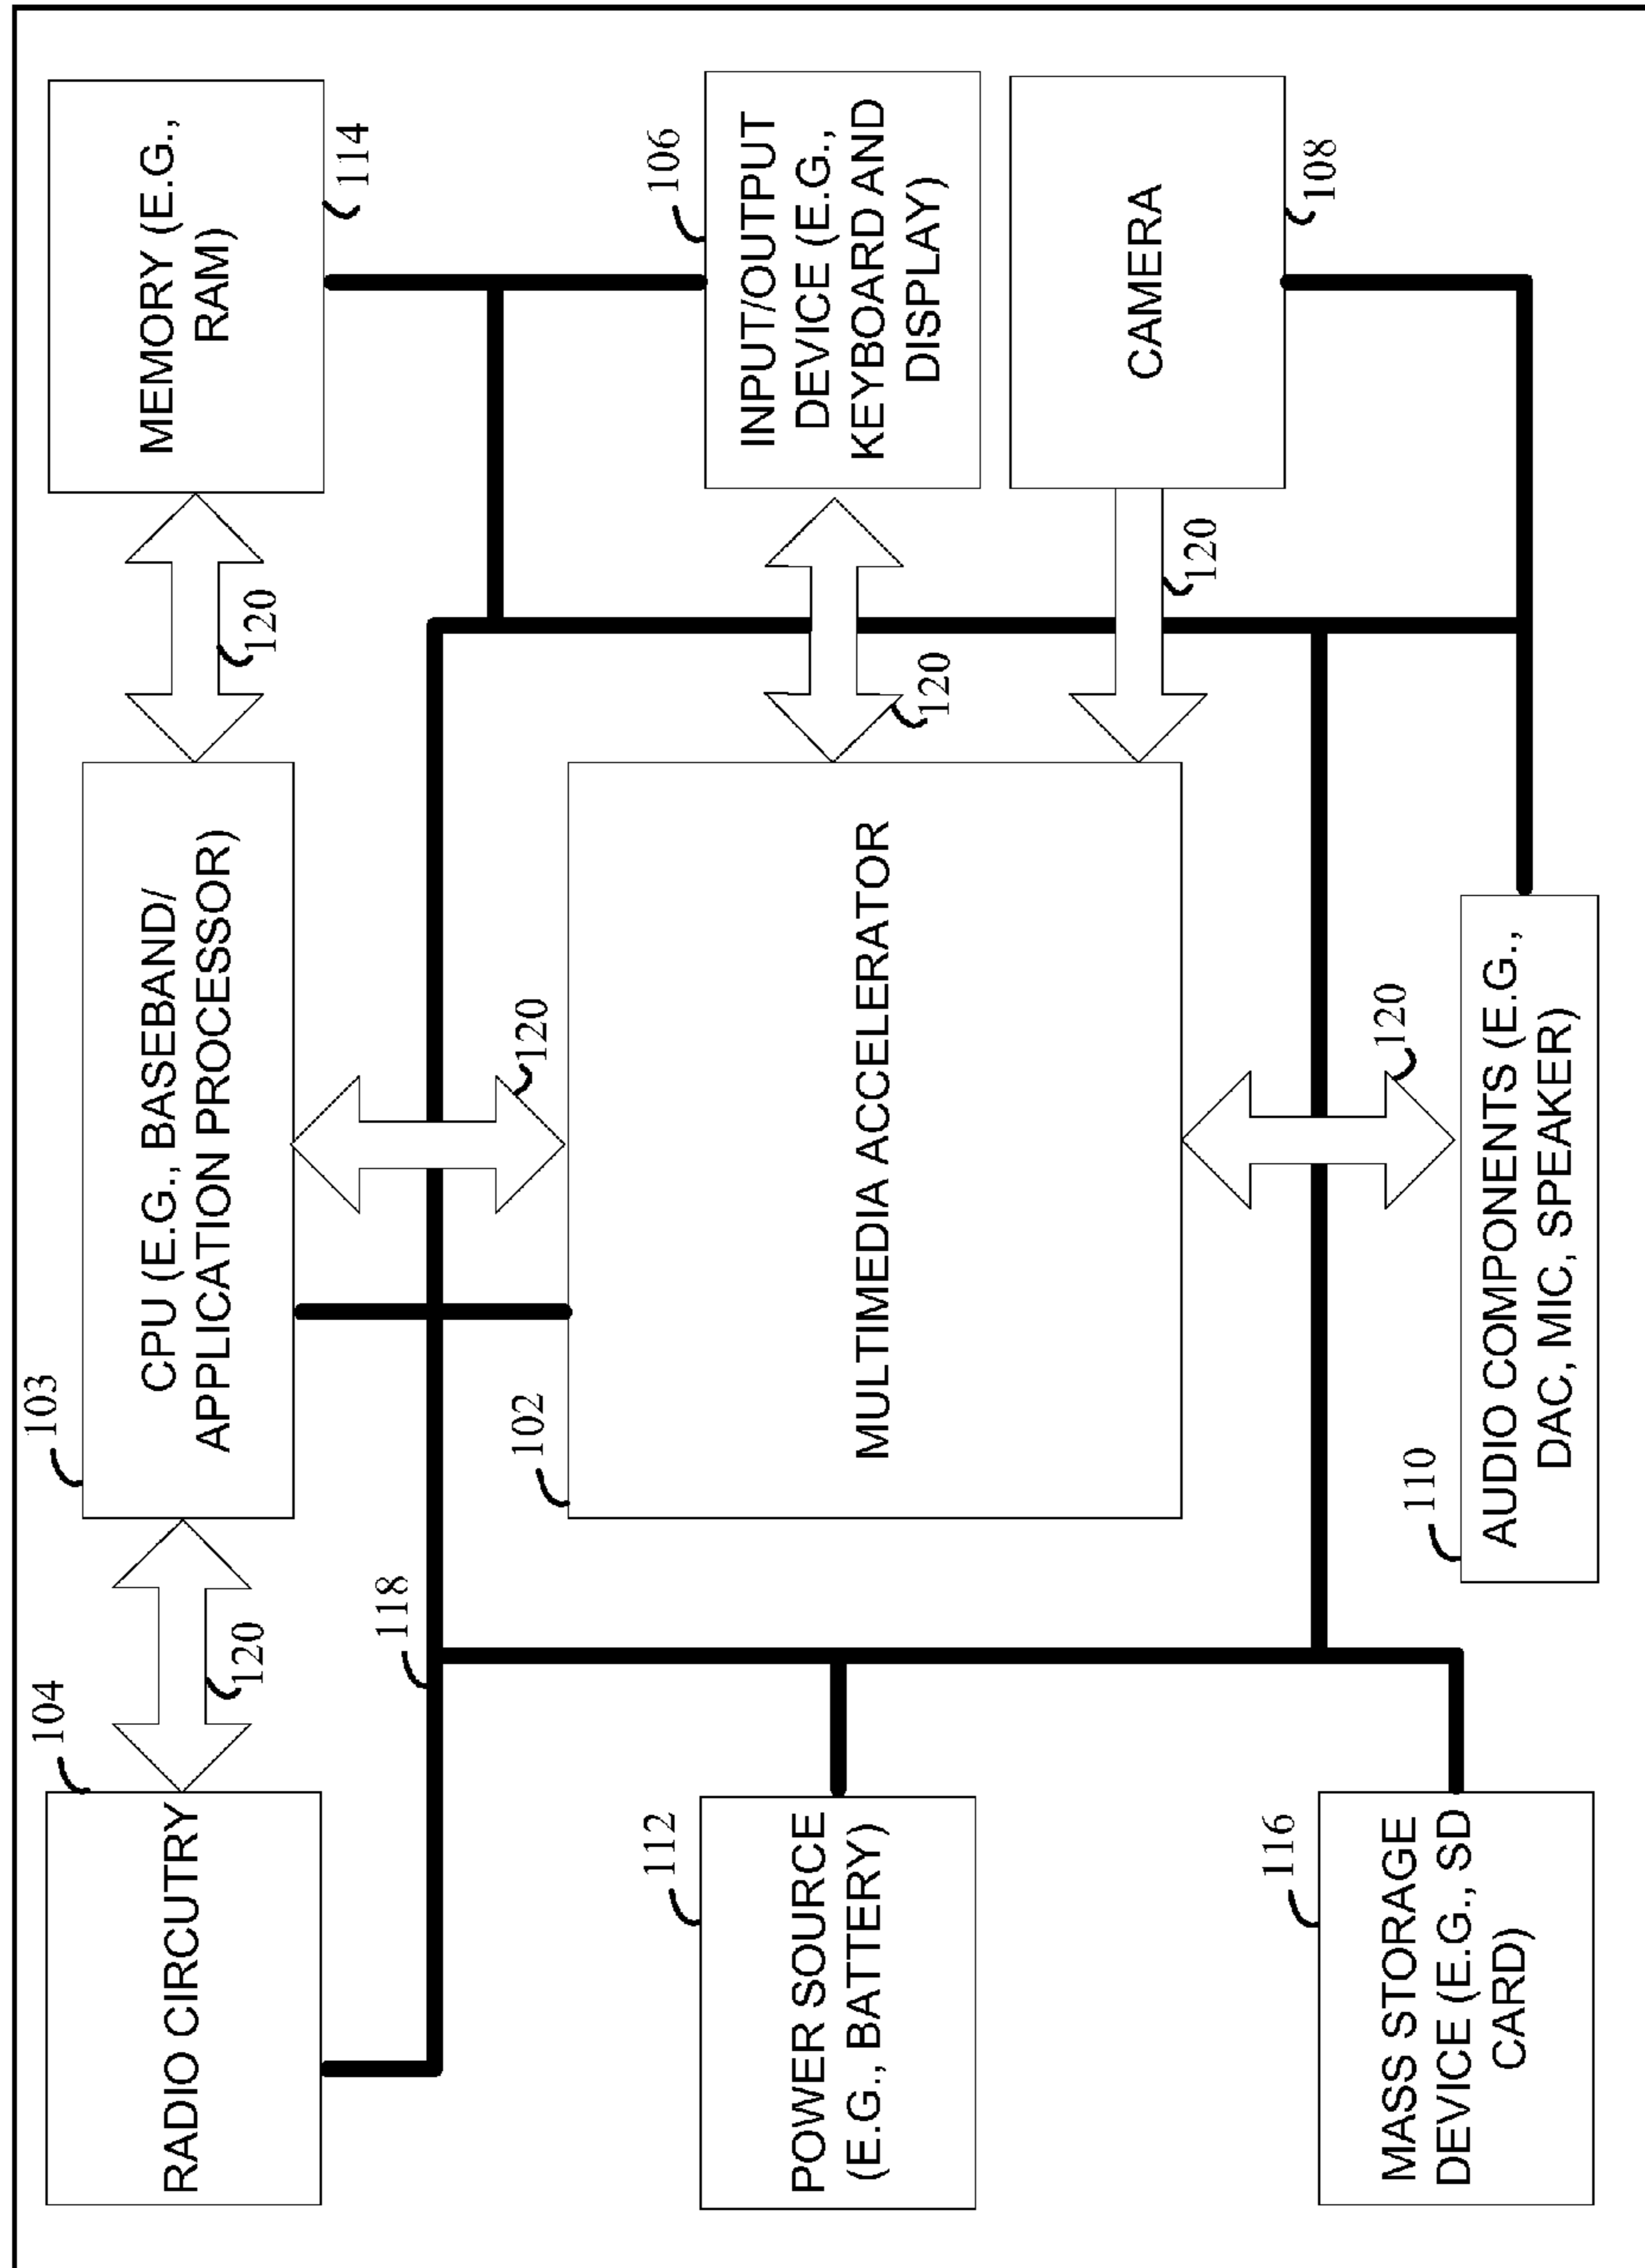 104
RADIO CIRCUTRY
120
103
CPU (E.G., BASEBAND/
APPLICATION PROCESSOR)
120
MEMORY (E.G.,
RAM)
114
118
120
112
POWER SOURCE
(E.G., BATTERY)
102
MULTIMEDIA ACCELERATOR
120
106
INPUT/OUTPUT
DEVICE (E.G.,
KEYBOARD AND
DISPLAY)
120
CAMERA
108
116
MASS STORAGE
DEVICE (E.G., SD
CARD)
120
110
AUDIO COMPONENTS (E.G.,
DAC, MIC, SPEAKER)